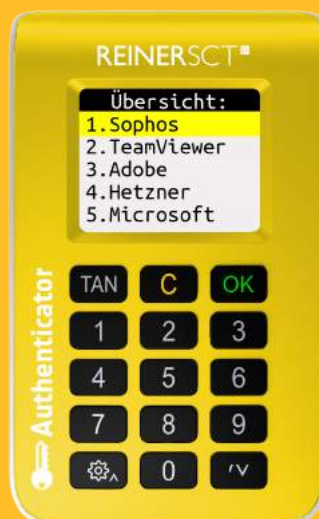 REINERSCT
Übersicht:
1.Sophos
2.TeamViewer
3.Adobe
4.Hetzner
5.Microsoft
TAN C OK
1 2 3
4 5 6
7 8 9
0
Authenticator